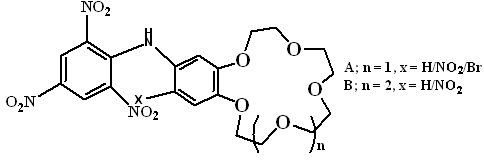 NO₂
H
N
O
O
O
A; n = 1, x = H/NO₂/Br
B; n = 2, x = H/NO₂
O₂N
X
NO₂
O
O
n